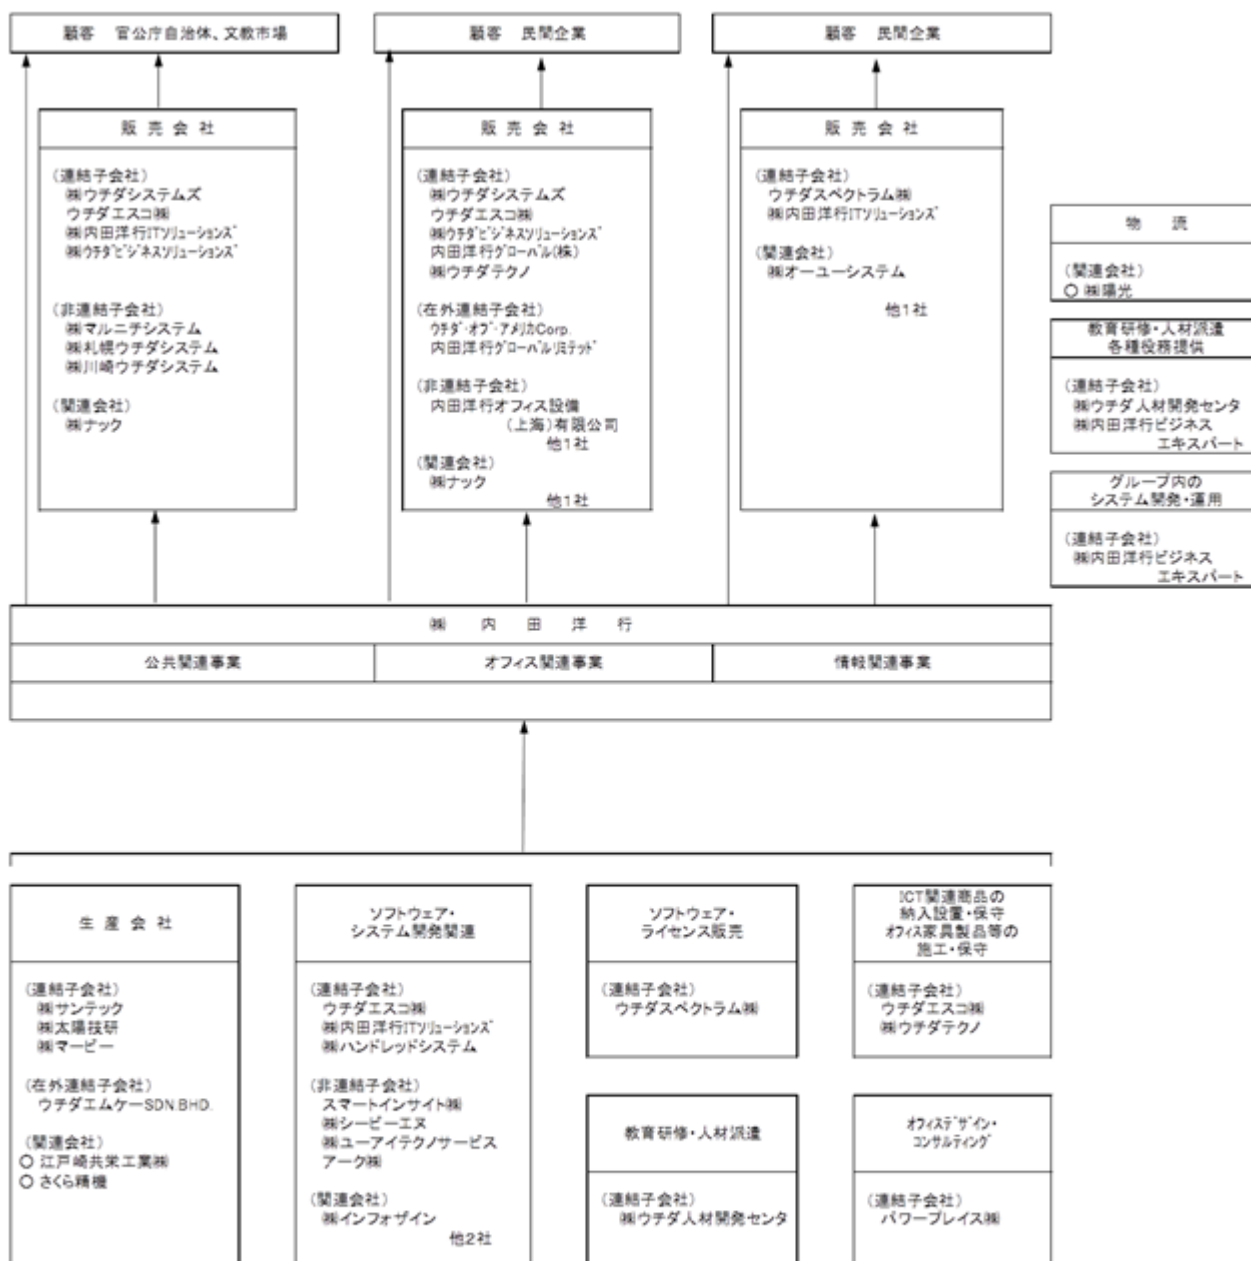 顧客　官公庁自治体、文教市場
顧客　民間企業
顧客　民間企業
販 売 会 社
(連結子会社)
㈱ウチダシステムズ
ウチダエスコ㈱
㈱内田洋行ITソリューションズ
㈱ウチダビジネスソリューションズ
(非連結子会社)
㈱マルニチシステム
㈱札幌ウチダシステム
㈱川崎ウチダシステム
(関連会社)
㈱ナック
販 売 会 社
(連結子会社)
㈱ウチダシステムズ
ウチダエスコ㈱
㈱ウチダビジネスソリューションズ
内田洋行グローバル(株)
㈱ウチダテクノ
(在外連結子会社)
ウチダ・オブ・アメリカCorp.
内田洋行グローバルリミテッド
(非連結子会社)
内田洋行オフィス設備
(上海)有限公司
他1社
(関連会社)
㈱ナック
他1社
販 売 会 社
(連結子会社)
ウチダスペクトラム㈱
㈱内田洋行ITソリューションズ
(関連会社)
㈱オーユーシステム
他1社
物　流
(関連会社)
○ ㈱陽光
教育研修・人材派遣
各種役務提供
(連結子会社)
㈱ウチダ人材開発センタ
㈱内田洋行ビジネス
エキスパート
グループ内の
システム開発・運用
(連結子会社)
㈱内田洋行ビジネス
エキスパート
㈱　内　田　洋　行
公共関連事業
オフィス関連事業
情報関連事業
生 産 会 社
(連結子会社)
㈱サンテック
㈱太陽技研
㈱マービー
(在外連結子会社)
ウチダエムケーSDN.BHD.
(関連会社)
○ 江戸崎共栄工業㈱
○ さくら精機
ソフトウェア・
システム開発関連
(連結子会社)
ウチダエスコ㈱
㈱内田洋行ITソリューションズ
㈱ハンドレッドシステム
(非連結子会社)
スマートインサイト㈱
㈱シービーエヌ
㈱ユーアイテクノサービス
アーク㈱
(関連会社)
㈱インフォザイン
他2社
ソフトウェア・
ライセンス販売
(連結子会社)
ウチダスペクトラム㈱
ICT関連商品の
納入設置・保守
オフィス家具製品等の
施工・保守
(連結子会社)
ウチダエスコ㈱
㈱ウチダテクノ
教育研修・人材派遣
(連結子会社)
㈱ウチダ人材開発センタ
オフィスデザイン・
コンサルティング
(連結子会社)
パワープレイス㈱